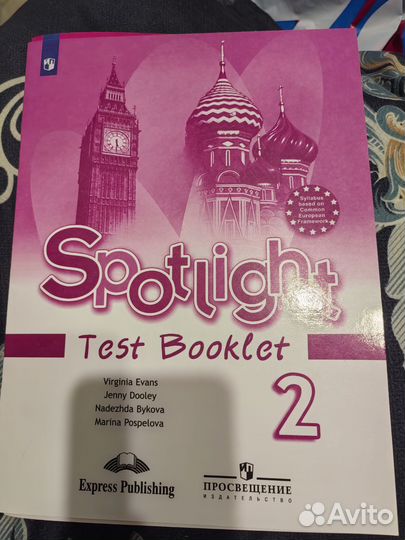 Syllabus
based on
Common
European
Framework
Spotlight
Test Booklet
2
Virginia Evans
Jenny Dooley
Nadezhda Bykova
Marina Pospelova
Express Publishing
ПРОСВЕЩЕНИЕ
ИЗДАТЕЛЬСТВО
Avito